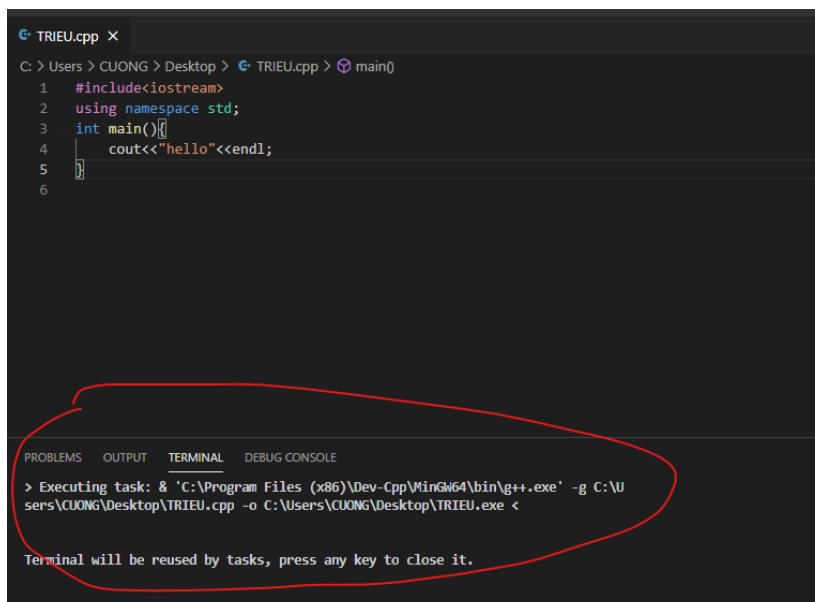 TRIEU.cpp ×
C: > Users > CUONG > Desktop > TRIEU.cpp > main()
1 #include<iostream>
2 using namespace std;
3 int main(){
4 cout<<"hello"<<endl;
5 }
6
PROBLEMS OUTPUT TERMINAL DEBUG CONSOLE
> Executing task: & 'C:\Program Files (x86)\Dev-Cpp\MinGW64\bin\g++.exe' -g C:\U
sers\CUONG\Desktop\TRIEU.cpp -o C:\Users\CUONG\Desktop\TRIEU.exe <
Terminal will be reused by tasks, press any key to close it.